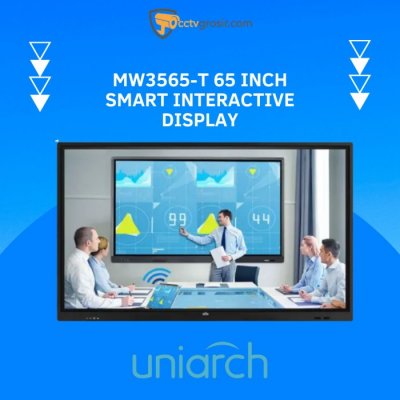 cctvgrosir.com
MW3565-T 65 INCH
SMART INTERACTIVE
DISPLAY
99
44
uniarch